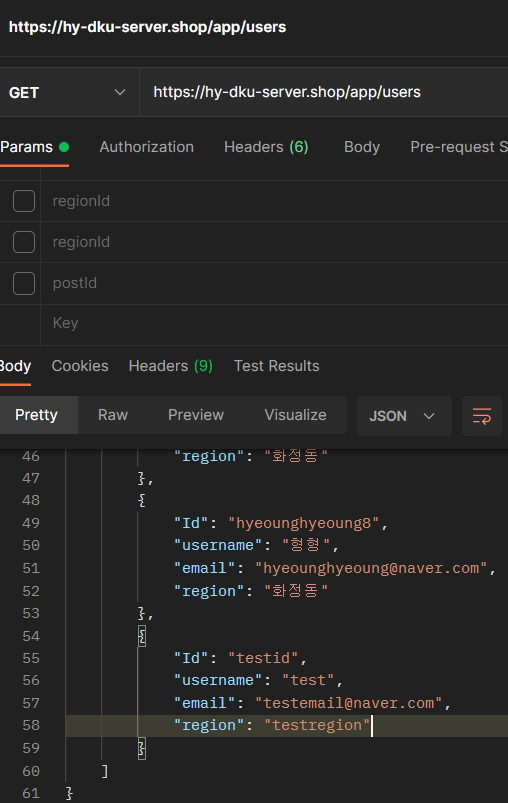 https://hy-dku-server.shop/app/users
GET https://hy-dku-server.shop/app/users
Params Authorization Headers (6) Body Pre-request S
regionId
regionId
postId
Key
Body Cookies Headers (9) Test Results
Pretty Raw Preview Visualize JSON
46 "region": "화정동"
47 },
48 {
49 "Id": "hyeounghyeoung8",
50 "username": "형형",
51 "email": "hyeounghyeoung@naver.com",
52 "region": "화정동"
53 },
54 {
55 "Id": "testid",
56 "username": "test",
57 "email": "testemail@naver.com",
58 "region": "testregion"
59 }
60 ]
61 }